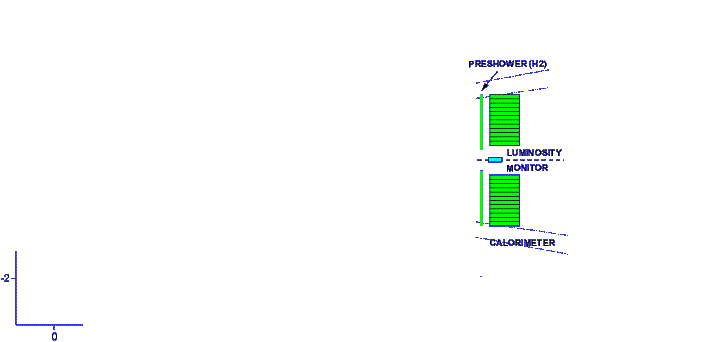 PRESHOWER (H2)
LUMINOSITY
MONITOR
CALORIMETER
-2
0